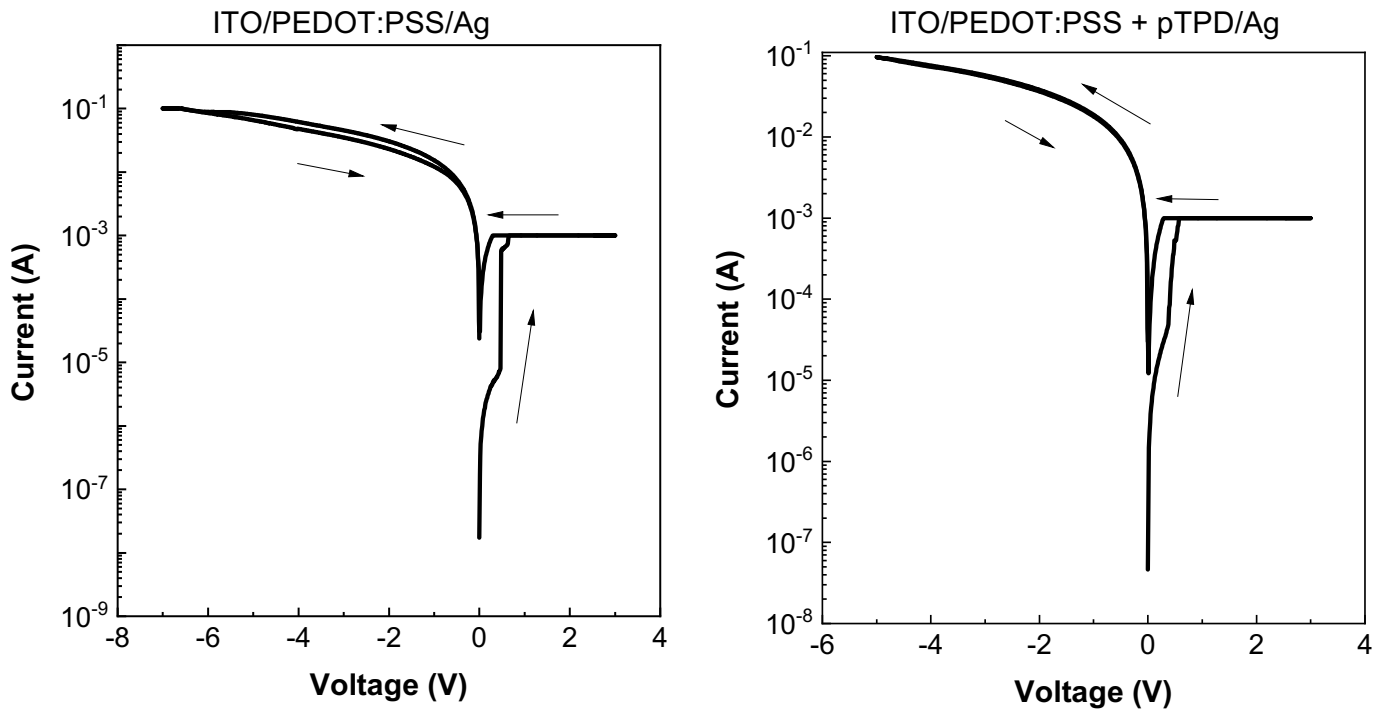 ITO/PEDOT:PSS/Ag
10-1
10-3
10-5
10-7
10-9
-8 -6 -4 -2 0 2 4
Voltage (V)
Current (A)
ITO/PEDOT:PSS + pTPD/Ag
10-1
10-2
10-3
10-4
10-5
10-6
10-7
10-8
-6 -4 -2 0 2 4
Voltage (V)
Current (A)